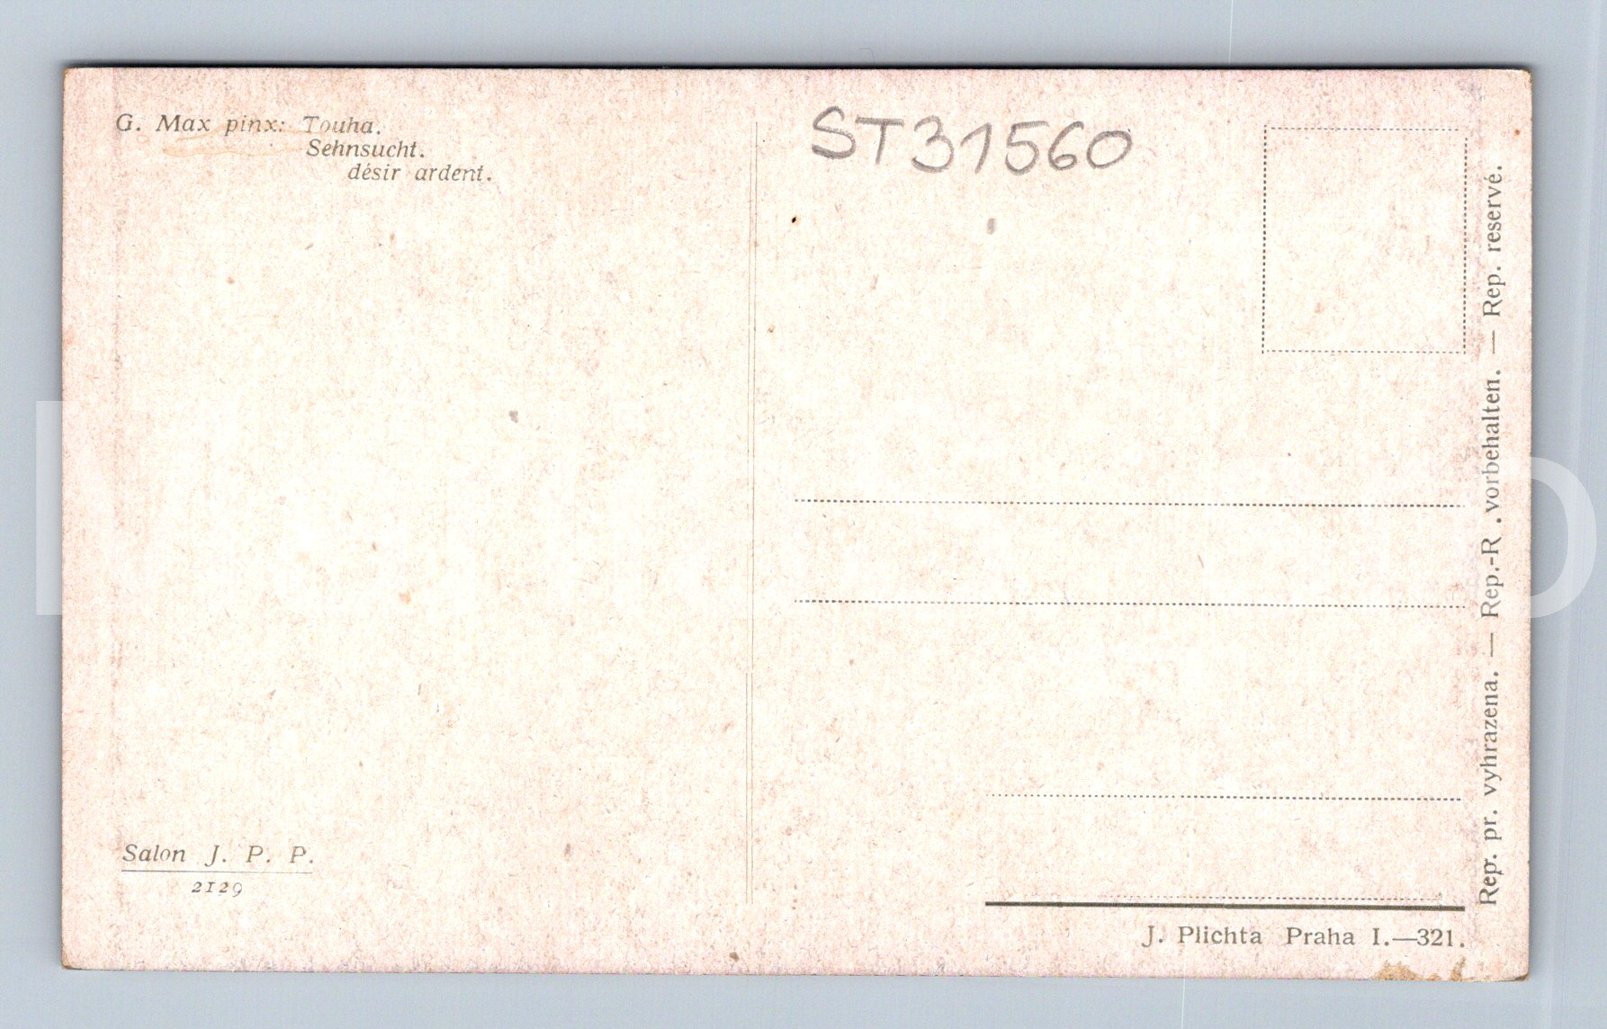 G. Max pinx: Touha.
Sehnsucht.
désir ardent.
ST31560
Rep. pr. vyhrazena. — Rep.-R . vorbehalten. — Rep. reservé.
Salon J. P. P.
2129
J. Plichta Praha I.—321.